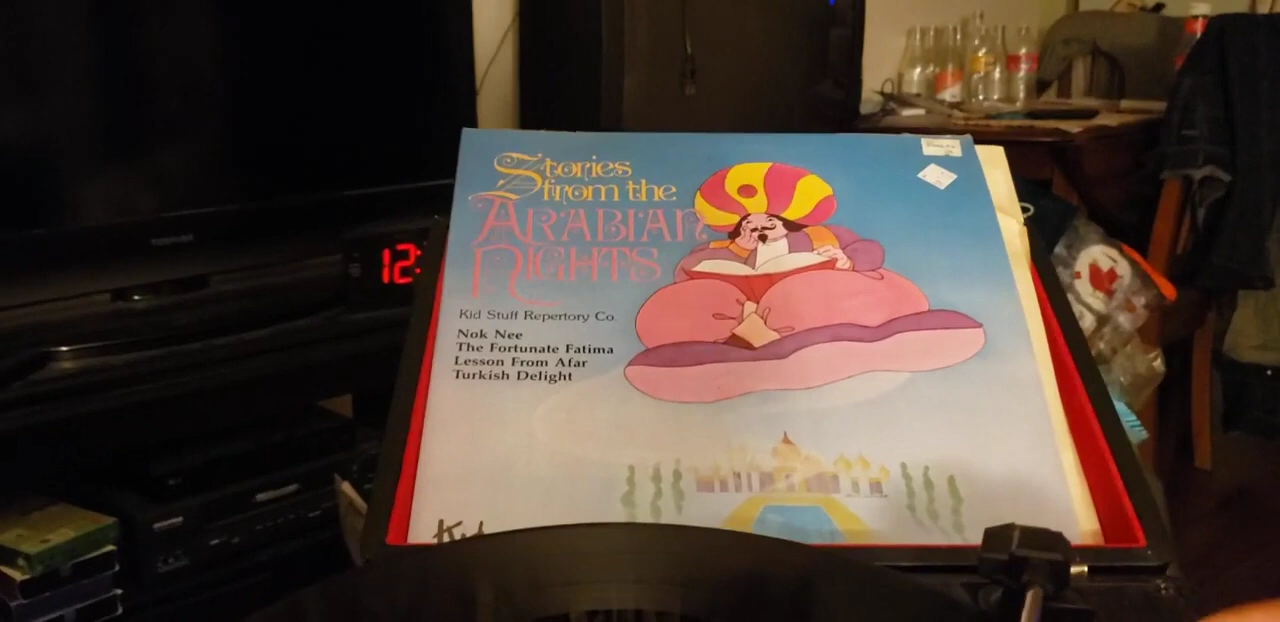 Stories
from the
ARABIAN
NIGHTS
Kid Stuff Repertory Co.
Nok Nee
The Fortunate Fatima
Lesson From Afar
Turkish Delight
12:
TOSHIBA